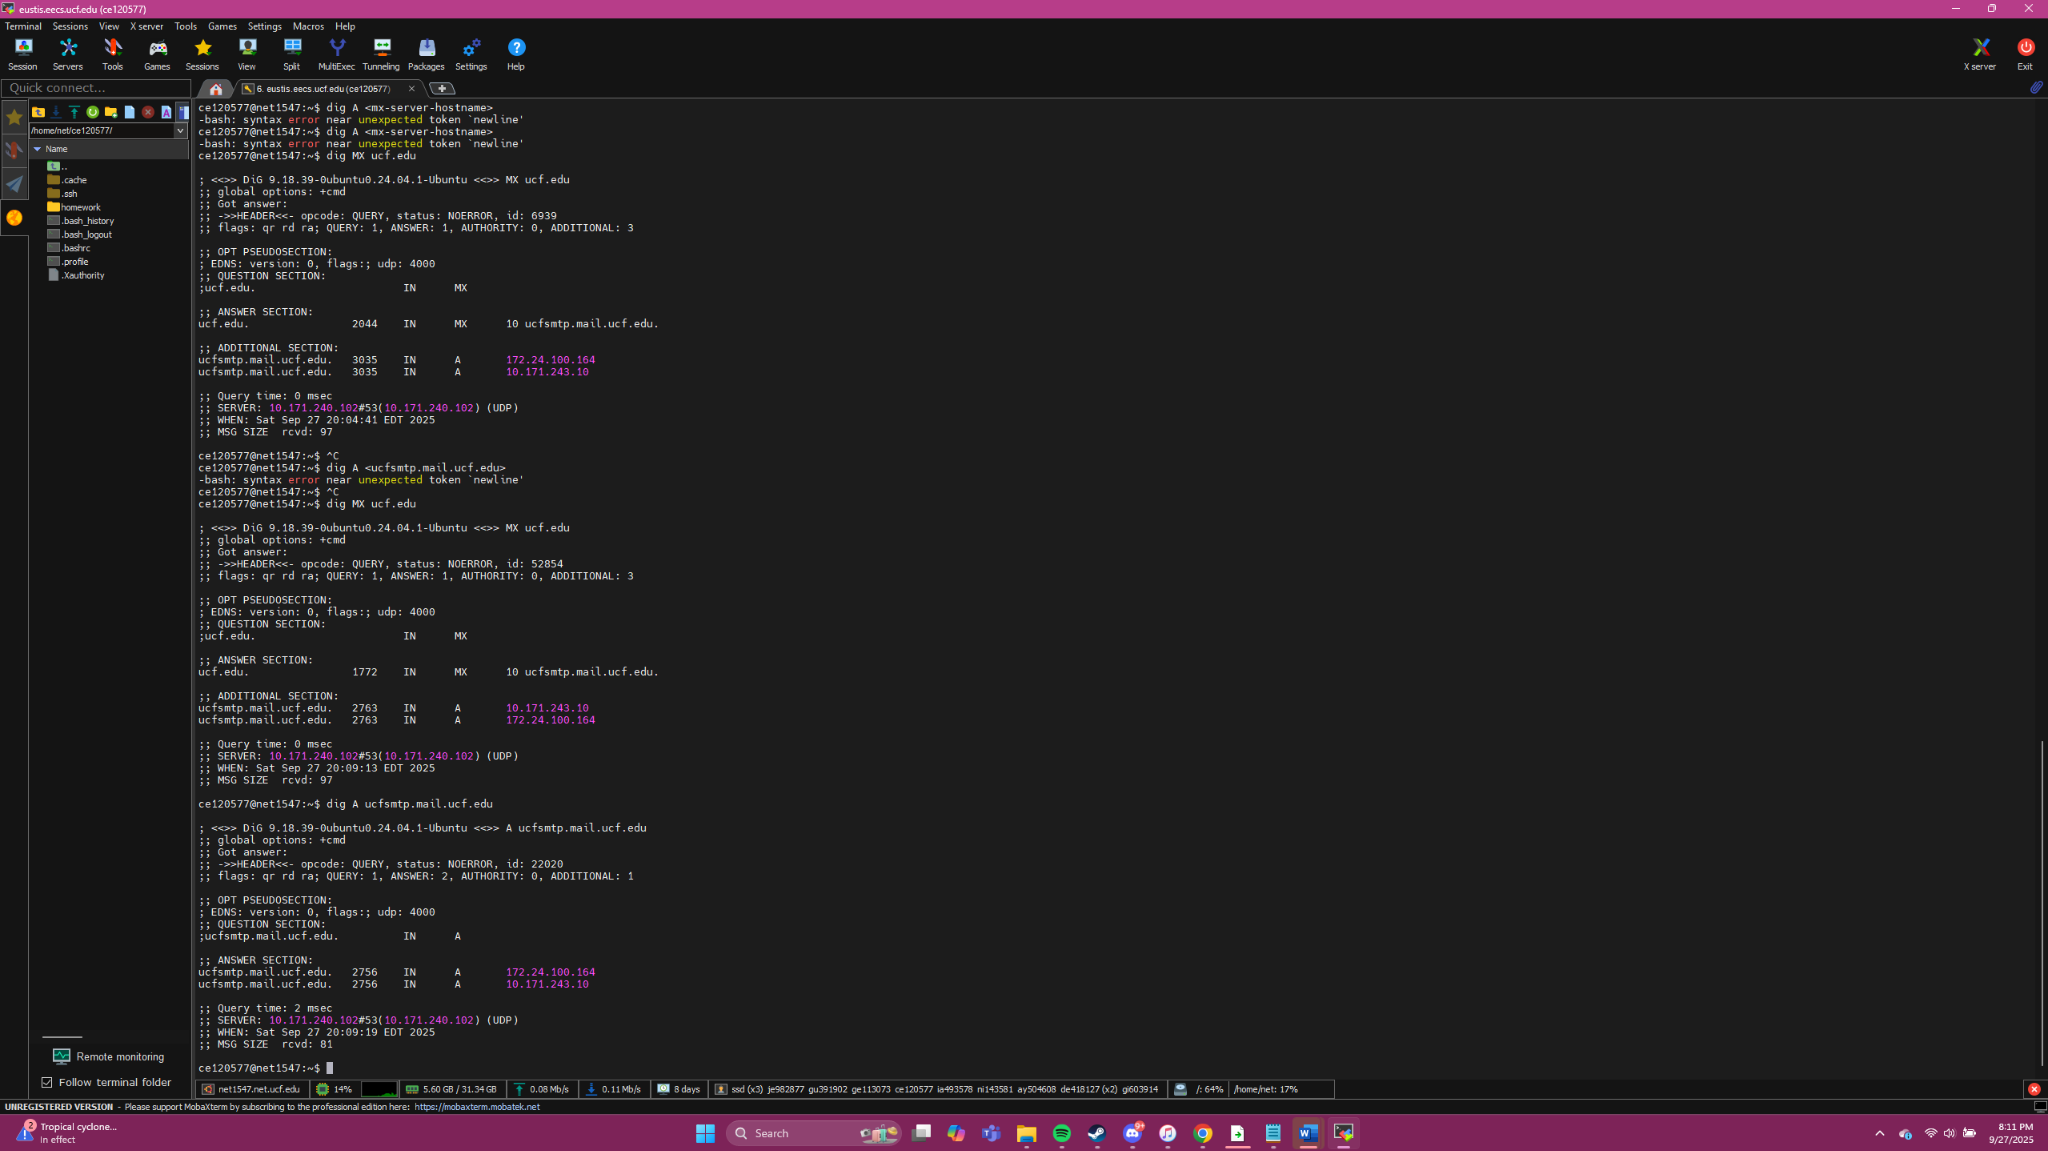 eustis.eecs.ucf.edu (ce120577)
Terminal Sessions View X server Tools Games Settings Macros Help
Session Servers Tools Games Sessions View Split MultiExec Tunneling Packages Settings Help X server Exit
Quick connect...
6. eustis.eecs.ucf.edu (ce120577)
/home/net/ce120577/
Name
..
.cache
.ssh
homework
.bash_history
.bash_logout
.bashrc
.profile
.Xauthority
Remote monitoring
Follow terminal folder
ce120577@net1547:~$ dig A <mx-server-hostname>
-bash: syntax error near unexpected token `newline'
ce120577@net1547:~$ dig A <mx-server-hostname>
-bash: syntax error near unexpected token `newline'
ce120577@net1547:~$ dig MX ucf.edu
; <<>> DiG 9.18.39-0ubuntu0.24.04.1-Ubuntu <<>> MX ucf.edu
;; global options: +cmd
;; Got answer:
;; ->>HEADER<<- opcode: QUERY, status: NOERROR, id: 6939
;; flags: qr rd ra; QUERY: 1, ANSWER: 1, AUTHORITY: 0, ADDITIONAL: 3
;; OPT PSEUDOSECTION:
; EDNS: version: 0, flags:; udp: 4000
;; QUESTION SECTION:
;ucf.edu. IN MX
;; ANSWER SECTION:
ucf.edu. 2044 IN MX 10 ucfsmtp.mail.ucf.edu.
;; ADDITIONAL SECTION:
ucfsmtp.mail.ucf.edu. 3035 IN A 172.24.100.164
ucfsmtp.mail.ucf.edu. 3035 IN A 10.171.243.10
;; Query time: 0 msec
;; SERVER: 10.171.240.102#53(10.171.240.102) (UDP)
;; WHEN: Sat Sep 27 20:04:41 EDT 2025
;; MSG SIZE rcvd: 97
ce120577@net1547:~$ ^C
ce120577@net1547:~$ dig A <ucfsmtp.mail.ucf.edu>
-bash: syntax error near unexpected token `newline'
ce120577@net1547:~$ ^C
ce120577@net1547:~$ dig MX ucf.edu
; <<>> DiG 9.18.39-0ubuntu0.24.04.1-Ubuntu <<>> MX ucf.edu
;; global options: +cmd
;; Got answer:
;; ->>HEADER<<- opcode: QUERY, status: NOERROR, id: 52854
;; flags: qr rd ra; QUERY: 1, ANSWER: 1, AUTHORITY: 0, ADDITIONAL: 3
;; OPT PSEUDOSECTION:
; EDNS: version: 0, flags:; udp: 4000
;; QUESTION SECTION:
;ucf.edu. IN MX
;; ANSWER SECTION:
ucf.edu. 1772 IN MX 10 ucfsmtp.mail.ucf.edu.
;; ADDITIONAL SECTION:
ucfsmtp.mail.ucf.edu. 2763 IN A 10.171.243.10
ucfsmtp.mail.ucf.edu. 2763 IN A 172.24.100.164
;; Query time: 0 msec
;; SERVER: 10.171.240.102#53(10.171.240.102) (UDP)
;; WHEN: Sat Sep 27 20:09:13 EDT 2025
;; MSG SIZE rcvd: 97
ce120577@net1547:~$ dig A ucfsmtp.mail.ucf.edu
; <<>> DiG 9.18.39-0ubuntu0.24.04.1-Ubuntu <<>> A ucfsmtp.mail.ucf.edu
;; global options: +cmd
;; Got answer:
;; ->>HEADER<<- opcode: QUERY, status: NOERROR, id: 22020
;; flags: qr rd ra; QUERY: 1, ANSWER: 2, AUTHORITY: 0, ADDITIONAL: 1
;; OPT PSEUDOSECTION:
; EDNS: version: 0, flags:; udp: 4000
;; QUESTION SECTION:
;ucfsmtp.mail.ucf.edu. IN A
;; ANSWER SECTION:
ucfsmtp.mail.ucf.edu. 2756 IN A 172.24.100.164
ucfsmtp.mail.ucf.edu. 2756 IN A 10.171.243.10
;; Query time: 2 msec
;; SERVER: 10.171.240.102#53(10.171.240.102) (UDP)
;; WHEN: Sat Sep 27 20:09:19 EDT 2025
;; MSG SIZE rcvd: 81
ce120577@net1547:~$
net1547.net.ucf.edu 14% 5.60 GB / 31.34 GB 0.08 Mb/s 0.11 Mb/s 8 days ssd (x3) je982877 gu391902 ge113073 ce120577 ia493578 ni143581 ay504608 de418127 (x2) gi603914 /: 64% /home/net: 17%
UNREGISTERED VERSION - Please support MobaXterm by subscribing to the professional edition here: https://mobaxterm.mobatek.net
2
Tropical cyclone...
In effect
Search
8:11 PM
9/27/2025